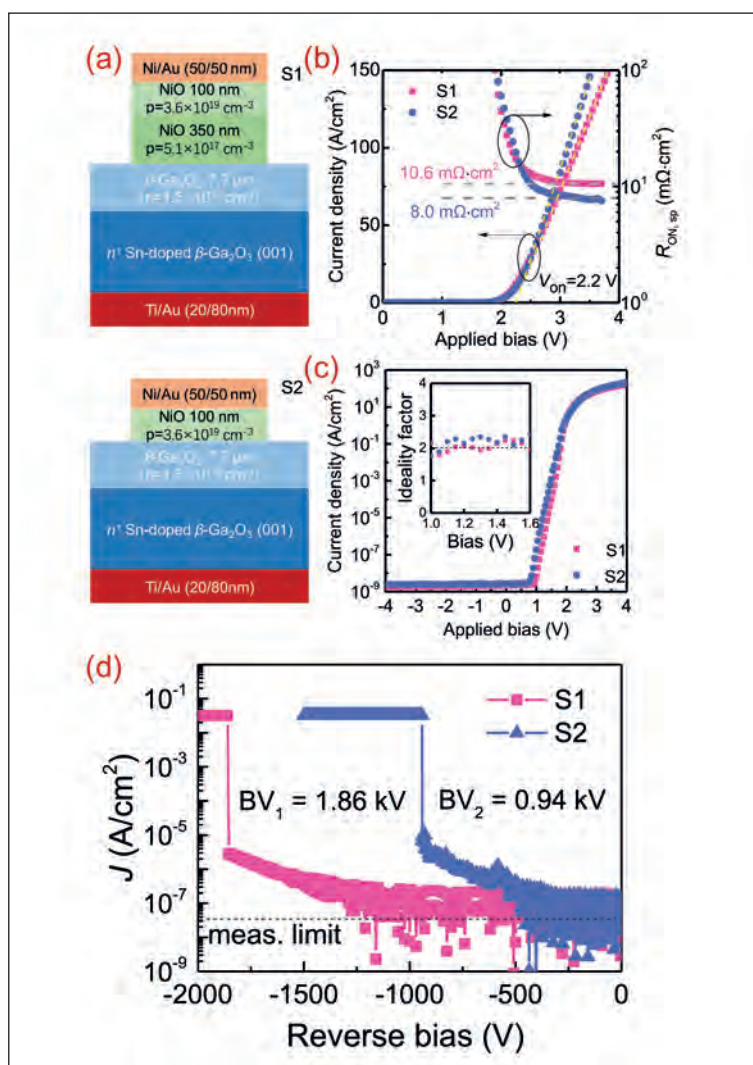 (a)
S1
Ni/Au (50/50 nm)
NiO 100 nm
p=3.6×10¹⁹ cm⁻³
NiO 350 nm
p=5.1×10¹⁷ cm⁻³
β-Ga₂O₃ 7.7 μm
n⁺ Sn-doped β-Ga₂O₃ (001)
Ti/Au (20/80nm)
(b)
150
125
100
75
50
25
0
Current density (A/cm²)
S1
S2
10.6 mΩ·cm²
8.0 mΩ·cm²
Von=2.2 V
10²
10¹
10⁰
RON, sp (mΩ·cm²)
0 1 2 3 4
Applied bias (V)
S2
Ni/Au (50/50 nm)
NiO 100 nm
p=3.6×10¹⁹ cm⁻³
β-Ga₂O₃ 7.7 μm
n⁺ Sn-doped β-Ga₂O₃ (001)
Ti/Au (20/80nm)
(c)
10³
10¹
10⁻¹
10⁻³
10⁻⁵
10⁻⁷
10⁻⁹
Current density (A/cm²)
4
3
2
1
0
Ideality factor
1.0 1.2 1.4 1.6
Bias (V)
S1
S2
-4 -3 -2 -1 0 1 2 3 4
Applied bias (V)
(d)
10⁻¹
10⁻³
10⁻⁵
10⁻⁷
10⁻⁹
J (A/cm²)
S1
S2
BV₁ = 1.86 kV
BV₂ = 0.94 kV
meas. limit
-2000 -1500 -1000 -500 0
Reverse bias (V)